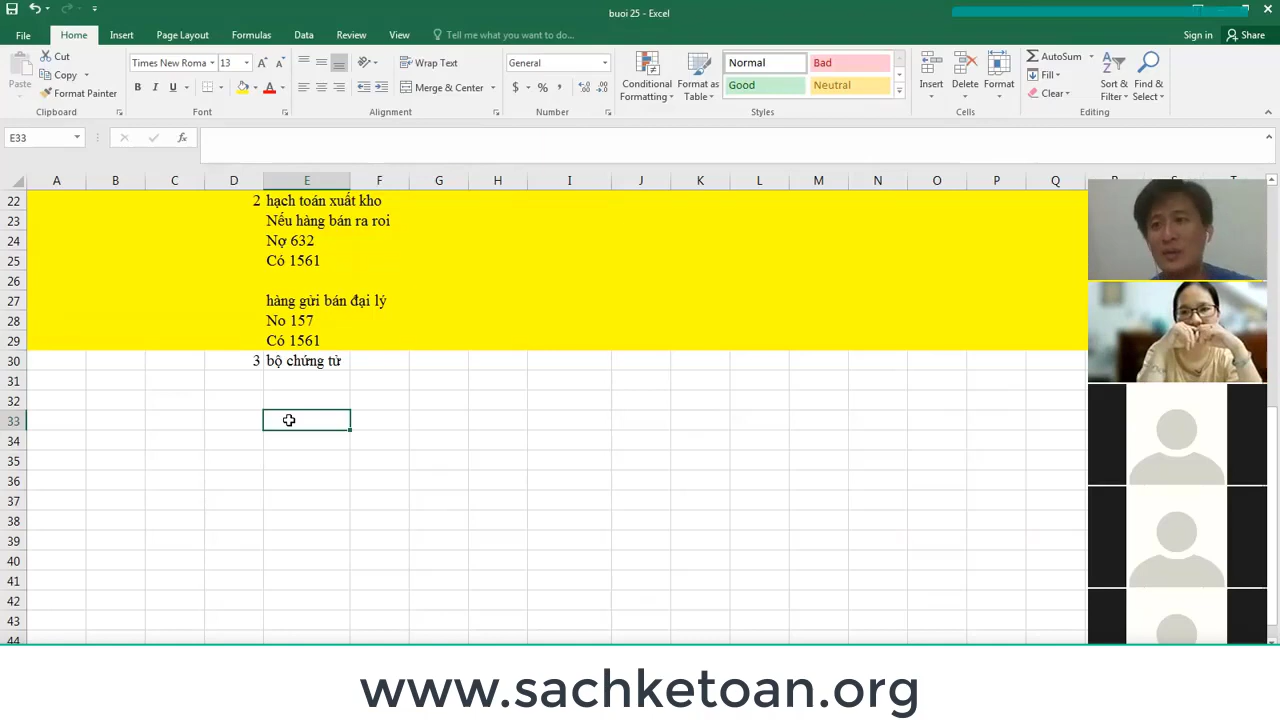 buoi 25 - Excel
File Home Insert Page Layout Formulas Data Review View Tell me what you want to do... Sign in Share
Paste Cut Copy Format Painter Clipboard
Times New Roma 13 B I U A Font
Wrap Text Merge & Center Alignment
General $ % , Number
Conditional Formatting Format as Table Normal Bad Good Neutral Styles
Insert Delete Format Cells
AutoSum Fill Clear Sort & Filter Find & Select Editing
E33 fx
A B C D E F G H I J K L M N O P Q
22 2 hạch toán xuất kho
23 Nếu hàng bán ra roi
24 Nợ 632
25 Có 1561
26
27 hàng gửi bán đại lý
28 No 157
29 Có 1561
30 3 bộ chứng tử
31
32
33
34
35
36
37
38
39
40
41
42
43
44
www.sachketoan.org